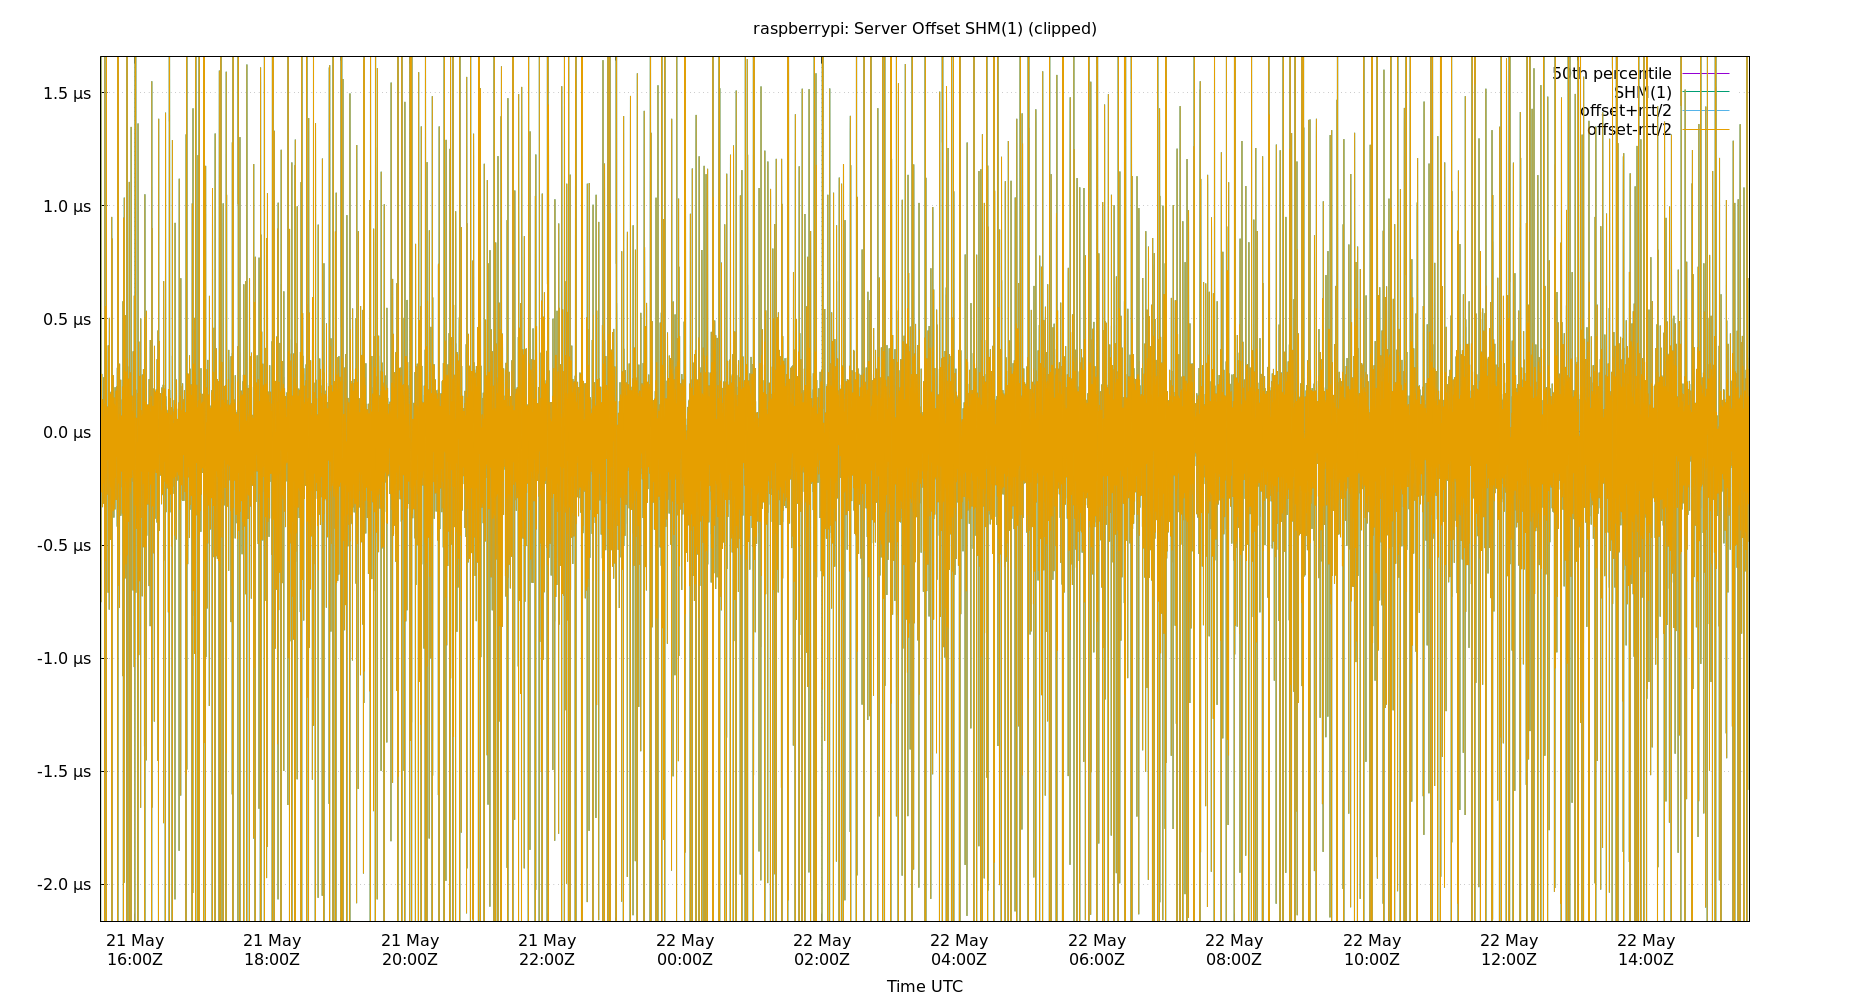 raspberrypi: Server Offset SHM(1) (clipped)
50th percentile
SHM(1)
offset+rtt/2
offset-rtt/2
1.5 µs
1.0 µs
0.5 µs
0.0 µs
-0.5 µs
-1.0 µs
-1.5 µs
-2.0 µs
21 May 21 May 21 May 21 May 22 May 22 May 22 May 22 May 22 May 22 May 22 May 22 May
16:00Z 18:00Z 20:00Z 22:00Z 00:00Z 02:00Z 04:00Z 06:00Z 08:00Z 10:00Z 12:00Z 14:00Z
Time UTC